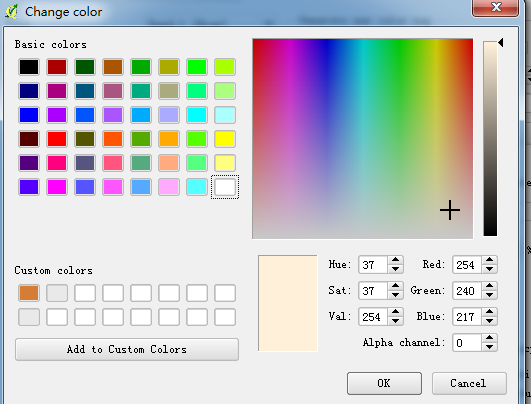 Change color
Basic colors
Hue: 37 Red: 254
Sat: 37 Green: 240
Val: 254 Blue: 217
Alpha channel: 0
Custom colors
Add to Custom Colors
OK Cancel